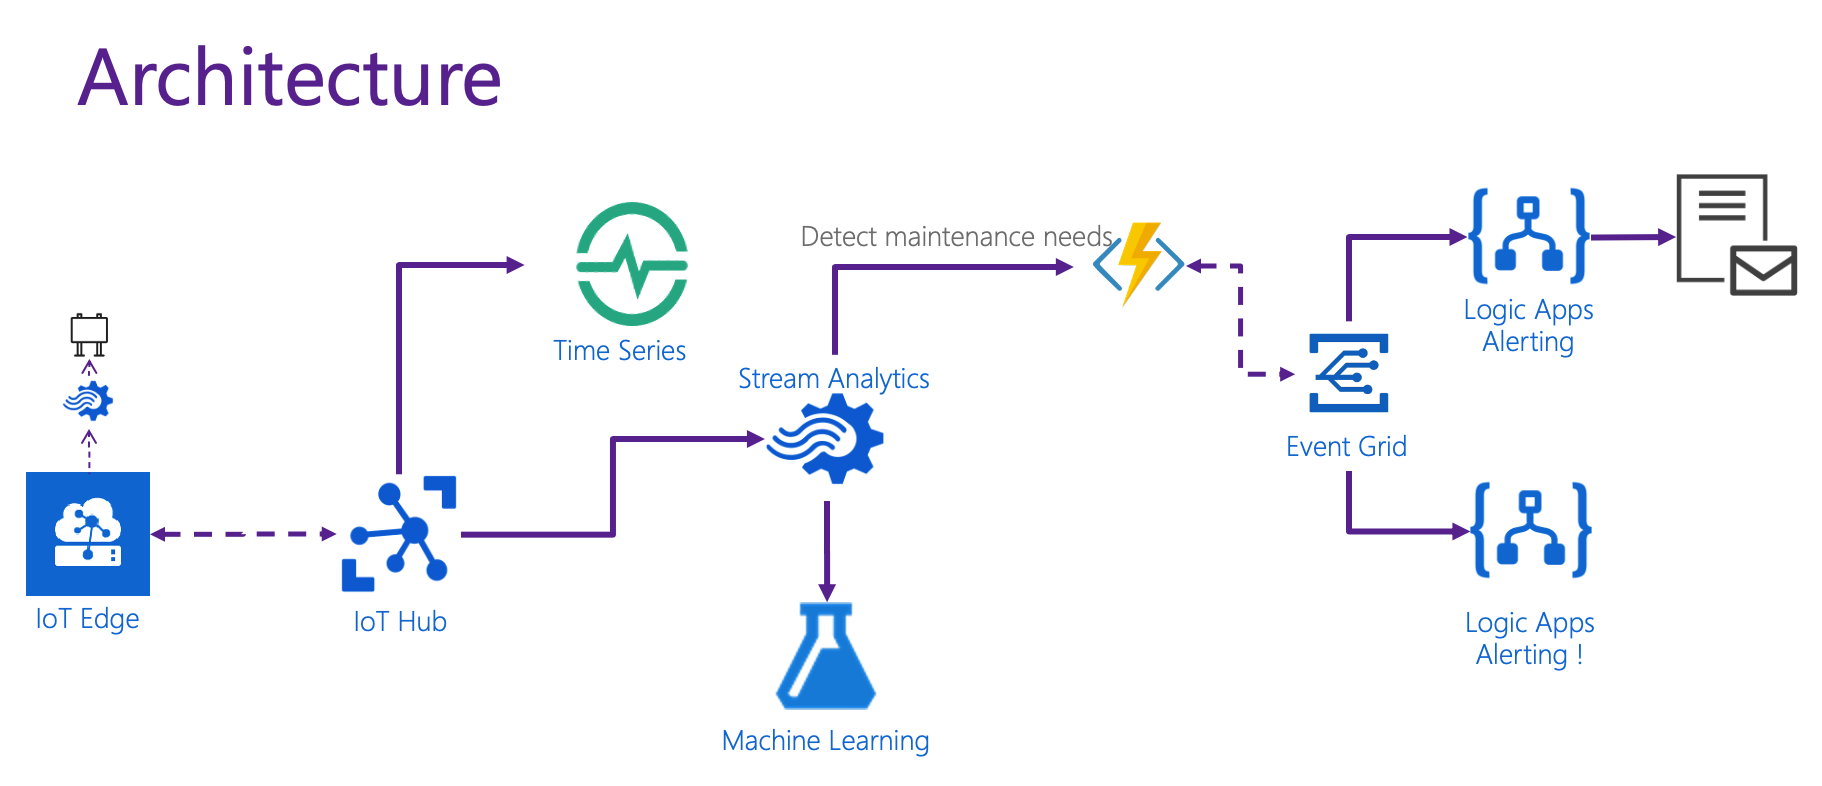 Architecture
Detect maintenance needs
Logic Apps
Alerting
Time Series
Stream Analytics
Event Grid
IoT Edge
IoT Hub
Logic Apps
Alerting !
Machine Learning